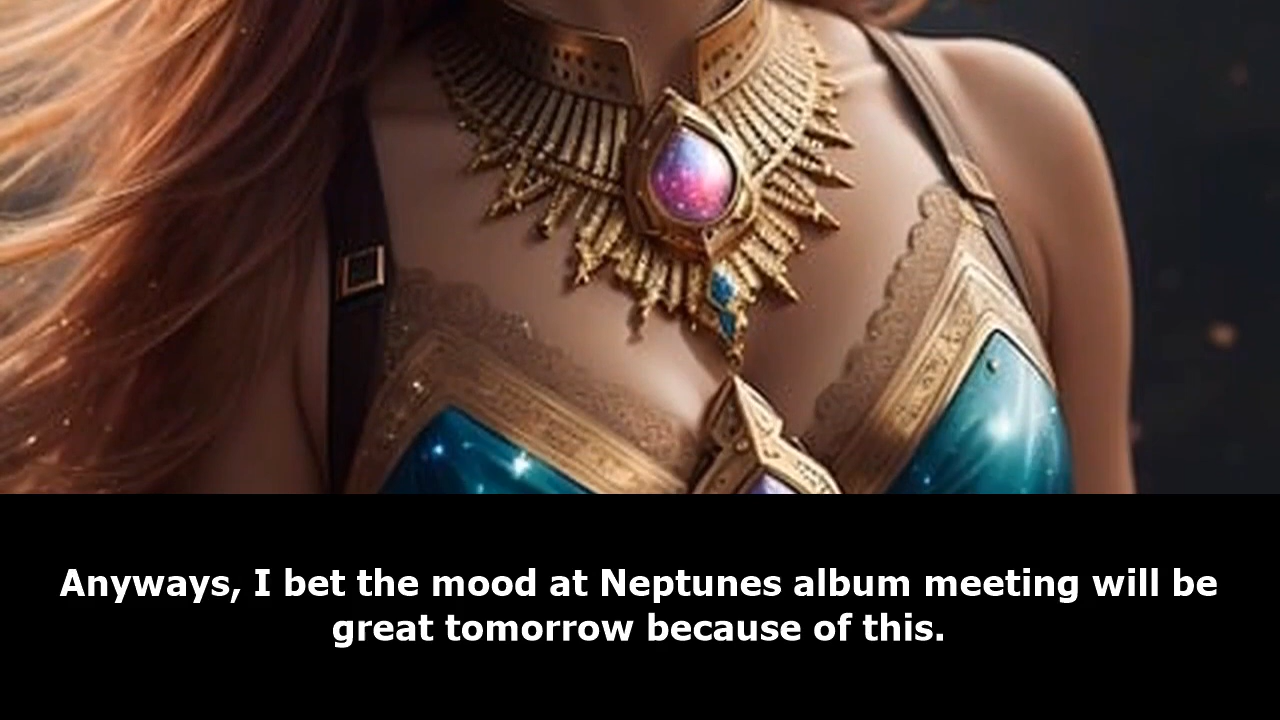 Anyways, I bet the mood at Neptunes album meeting will be
great tomorrow because of this.